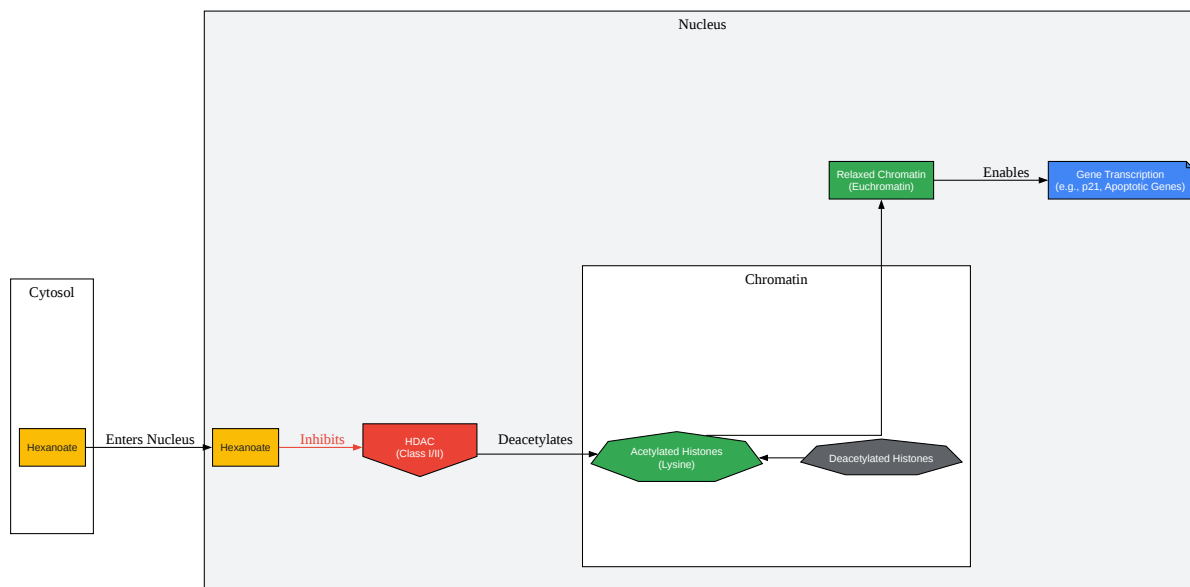 Nucleus
Relaxed Chromatin
(Euchromatin)
Enables
Gene Transcription
(e.g., p21, Apoptotic Genes)
Chromatin
Cytosol
Hexanoate
Enters Nucleus
Hexanoate
Inhibits
HDAC
(Class I/II)
Deacetylates
Acetylated Histones
(Lysine)
Deacetylated Histones